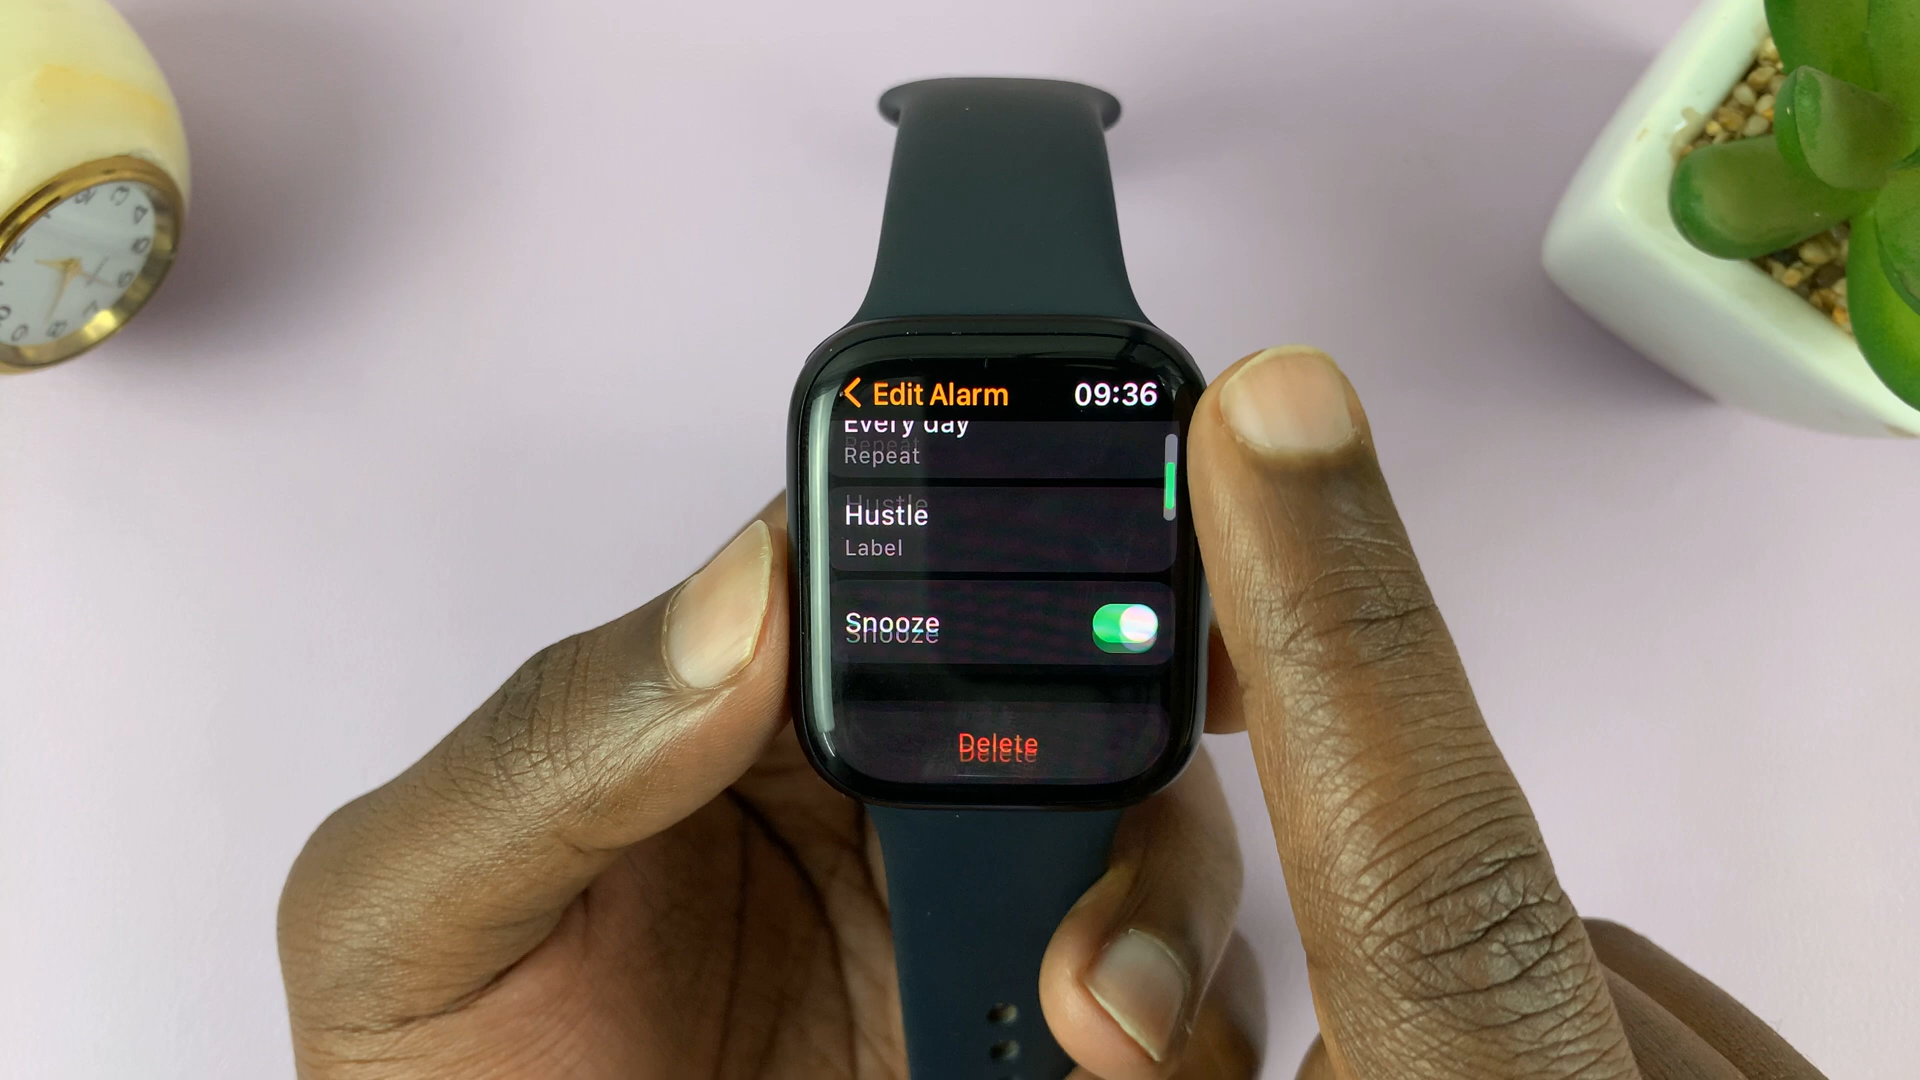 < Edit Alarm 09:36
Every day
Repeat
Hustle
Label
Snooze
Delete